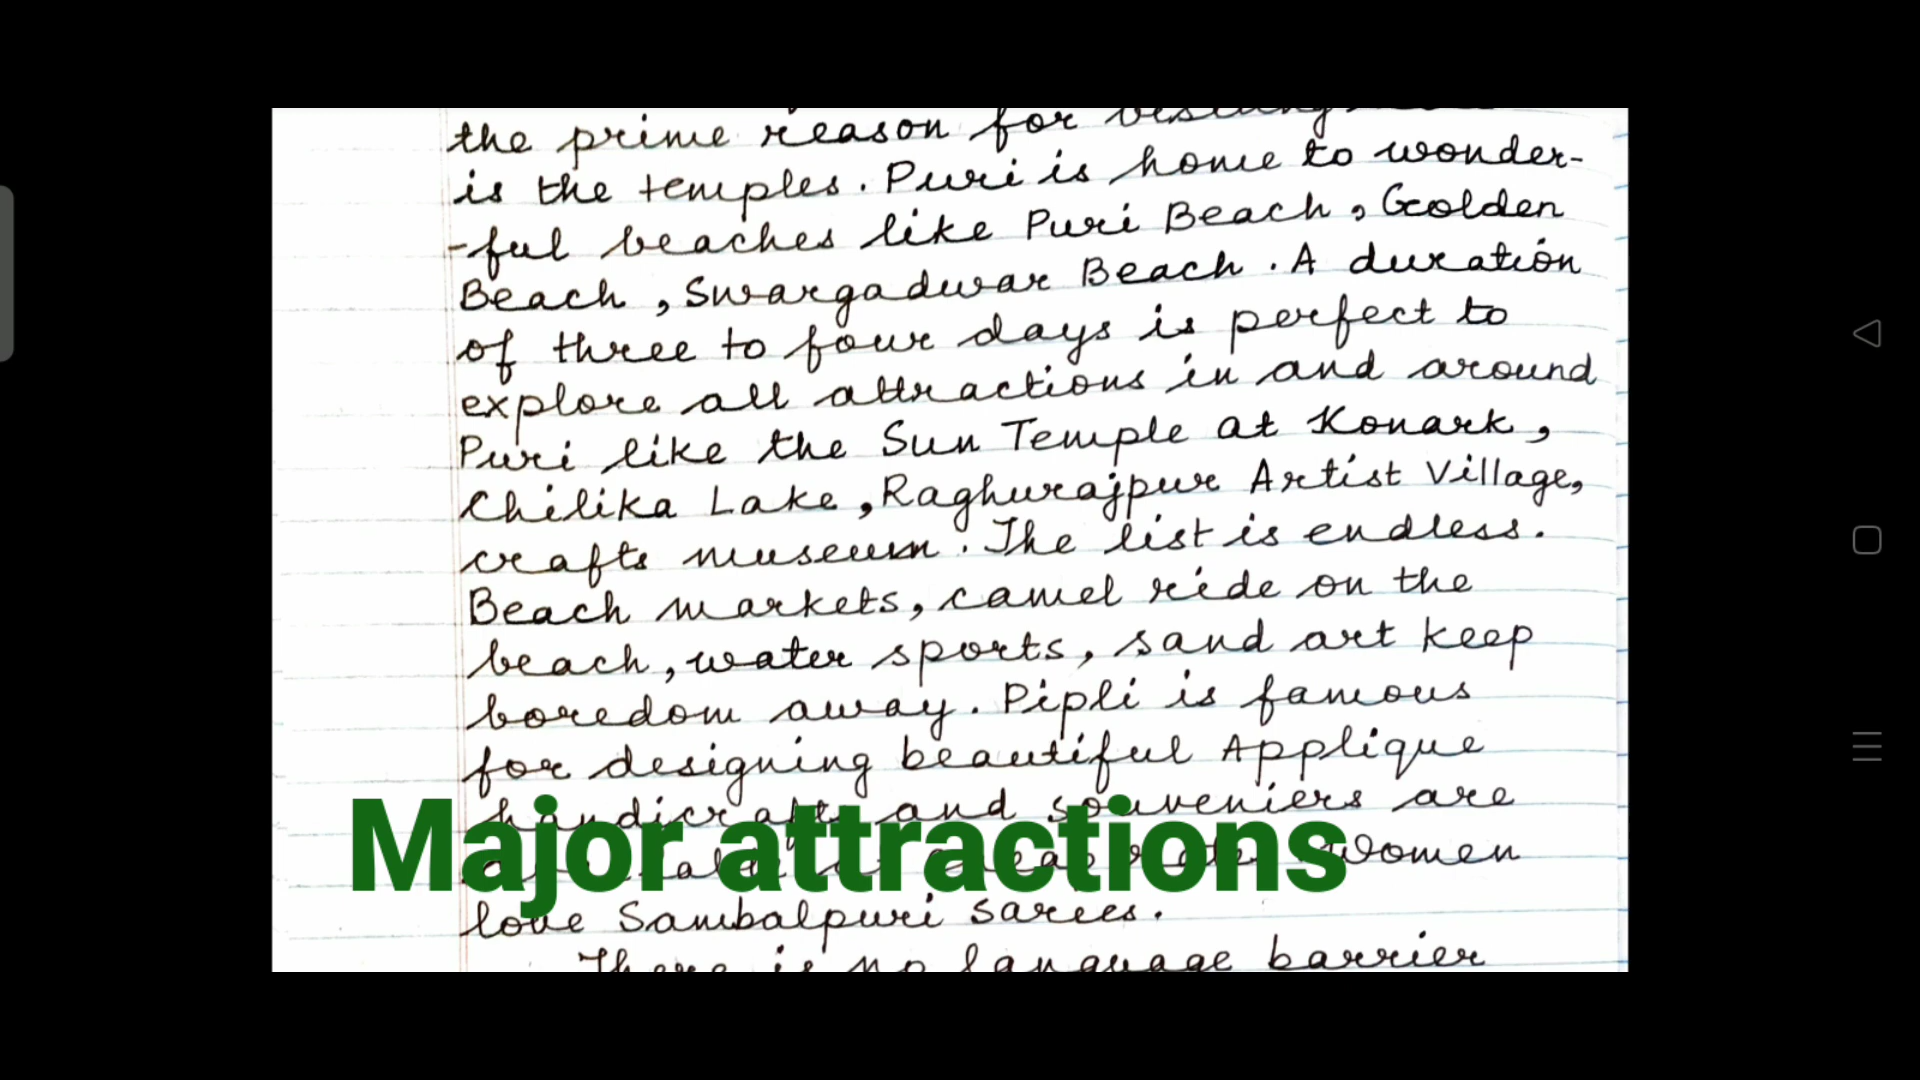 the prime reason for
is the temples. Puri is home to wonder-
-ful beaches like Puri Beach, Golden
Beach, Swargadwar Beach. A duration
of three to four days is perfect to
explore all attractions in and around
Puri like the Sun Temple at Konark,
Chilika Lake, Raghurajpur Artist Village,
crafts museum. The list is endless.
Beach markets, camel ride on the
beach, water sports, sand art keep
boredom away. Pipli is famous
for designing beautiful Applique
handicrafts and souveniers are
Women
Major attractions
love Sambalpuri sarees.
There is no language barrier